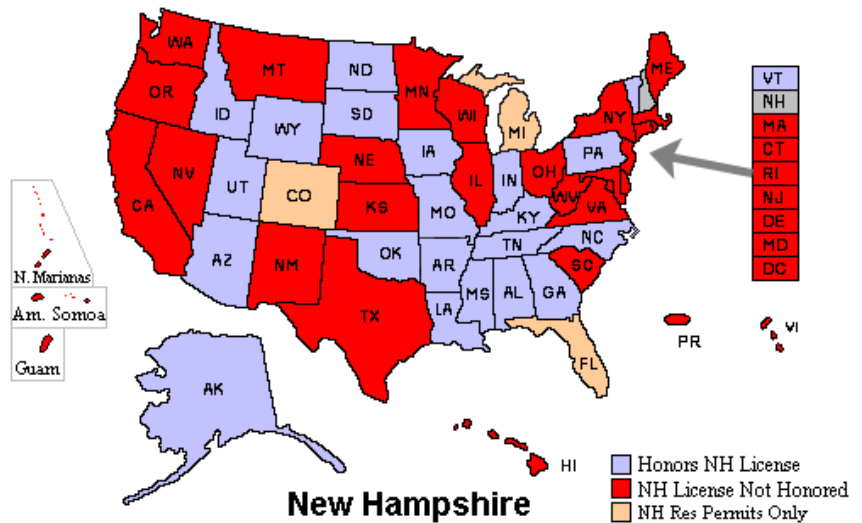 WA
MT
ND
MN
ME
OR
ID
SD
WI
MI
NY
WY
IA
PA
NE
IL
IN
OH
NV
UT
CO
WV
VA
CA
KS
MO
KY
NC
AZ
NM
OK
AR
TN
SC
TX
LA
MS
AL
GA
FL
AK
HI
VT
NH
MA
CT
RI
NJ
DE
MD
DC
N. Marianas
Am. Somoa
Guam
PR
VI
New Hampshire
Honors NH License
NH License Not Honored
NH Res Permits Only